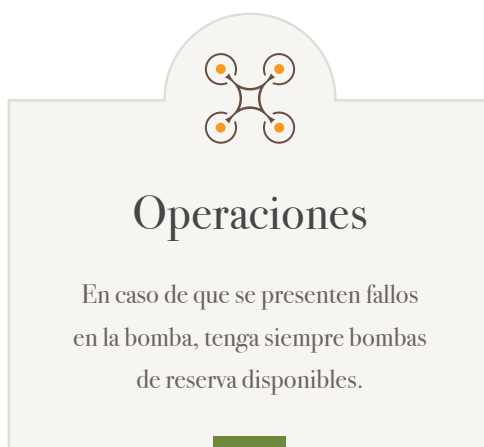 Operaciones
En caso de que se presenten fallos
en la bomba, tenga siempre bombas
de reserva disponibles.